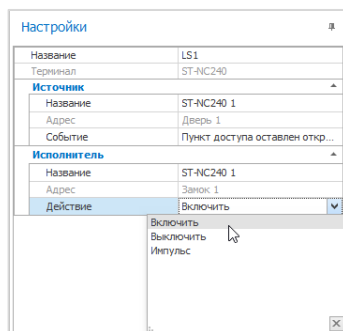 Настройки
Название LS1
Терминал ST-NC240
Источник
Название ST-NC240 1
Адрес Дверь 1
Событие Пункт доступа оставлен откр...
Исполнитель
Название ST-NC240 1
Адрес Замок 1
Действие Включить
Включить
Выключить
Импульс